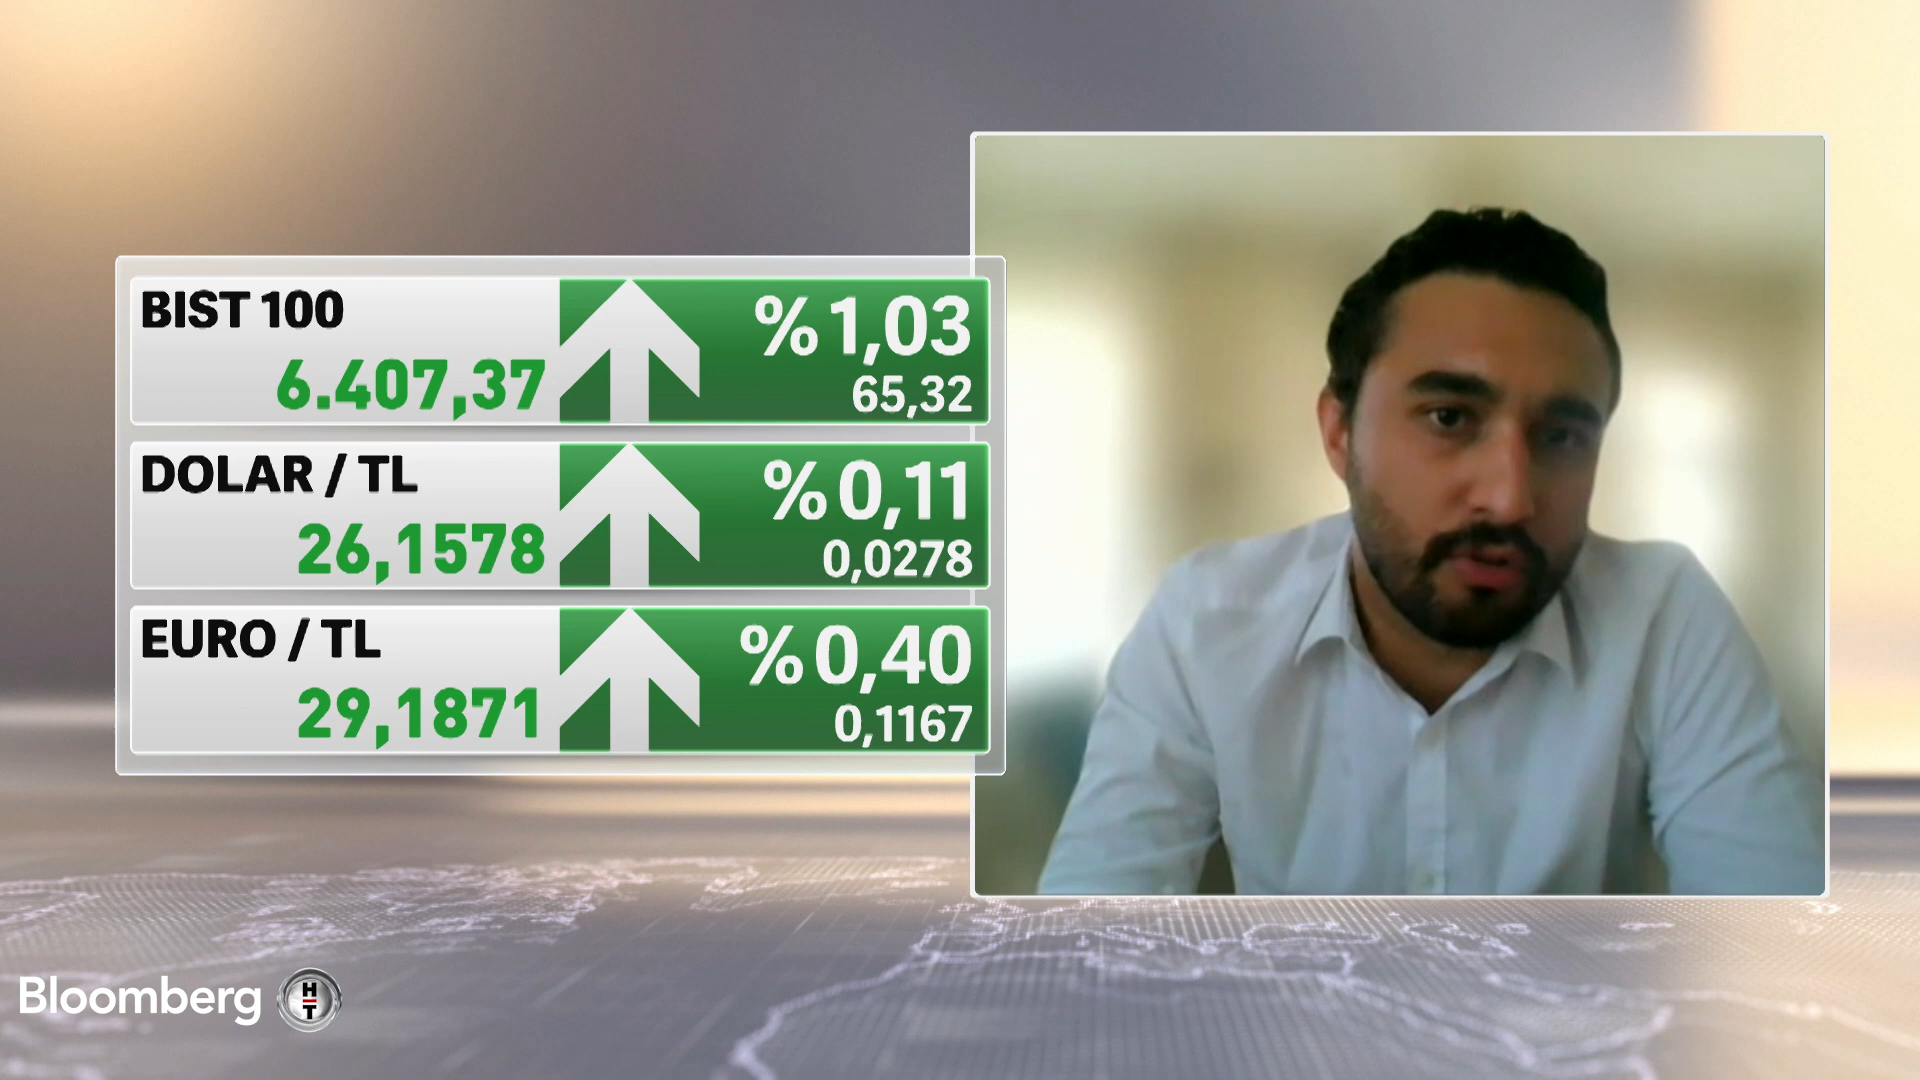 BIST 100
6.407,37
%1,03
65,32
DOLAR / TL
26,1578
%0,11
0,0278
EURO / TL
29,1871
%0,40
0,1167
Bloomberg HT